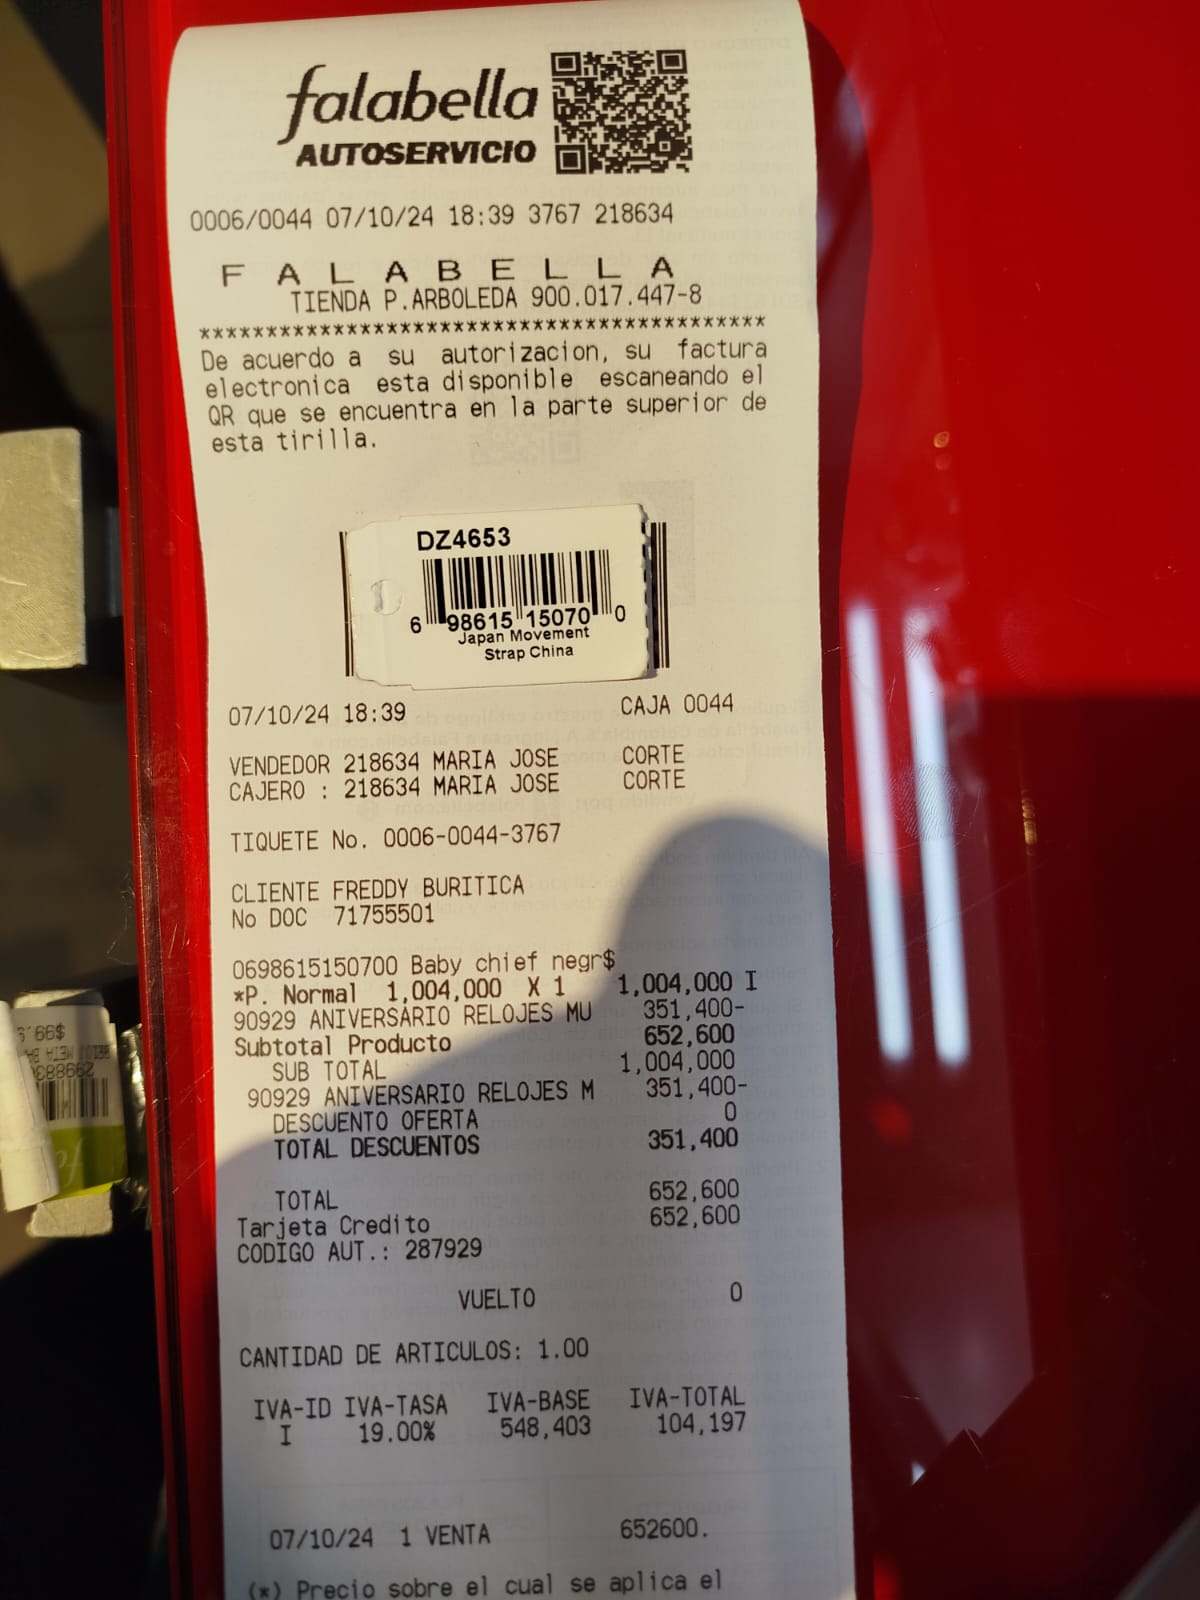 falabella
AUTOSERVICIO
0006/0044 07/10/24 18:39 3767 218634
F A L A B E L L A
TIENDA P.ARBOLEDA 900.017.447-8
******************************************
De acuerdo a su autorizacion, su factura
electronica esta disponible escaneando el
QR que se encuentra en la parte superior de
esta tirilla.
DZ4653
6 98615 15070 0
Japan Movement
Strap China
07/10/24 18:39 CAJA 0044
VENDEDOR 218634 MARIA JOSE CORTE
CAJERO : 218634 MARIA JOSE CORTE
TIQUETE No. 0006-0044-3767
CLIENTE FREDDY BURITICA
No DOC 71755501
0698615150700 Baby chief negr$
*P. Normal 1,004,000 X 1 1,004,000 I
90929 ANIVERSARIO RELOJES MU 351,400-
Subtotal Producto 652,600
SUB TOTAL 1,004,000
90929 ANIVERSARIO RELOJES M 351,400-
DESCUENTO OFERTA 0
TOTAL DESCUENTOS 351,400
TOTAL 652,600
Tarjeta Credito 652,600
CODIGO AUT.: 287929
VUELTO 0
CANTIDAD DE ARTICULOS: 1.00
IVA-ID IVA-TASA IVA-BASE IVA-TOTAL
I 19.00% 548,403 104,197
07/10/24 1 VENTA 652600.
(*) Precio sobre el cual se aplica el
$99.9